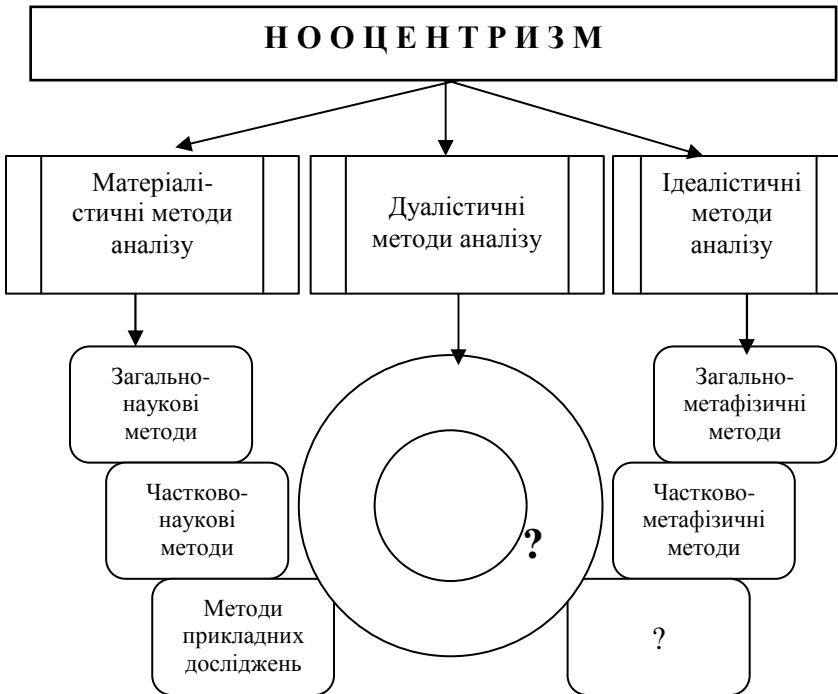 Н О О Ц Е Н Т Р И З М
Матеріалі-
стичні методи
аналізу
Дуалістичні
методи аналізу
Ідеалістичні
методи
аналізу
Загально-
наукові
методи
Частково-
наукові
методи
Методи
прикладних
досліджень
?
Загально-
метафізичні
методи
Частково-
метафізичні
методи
?